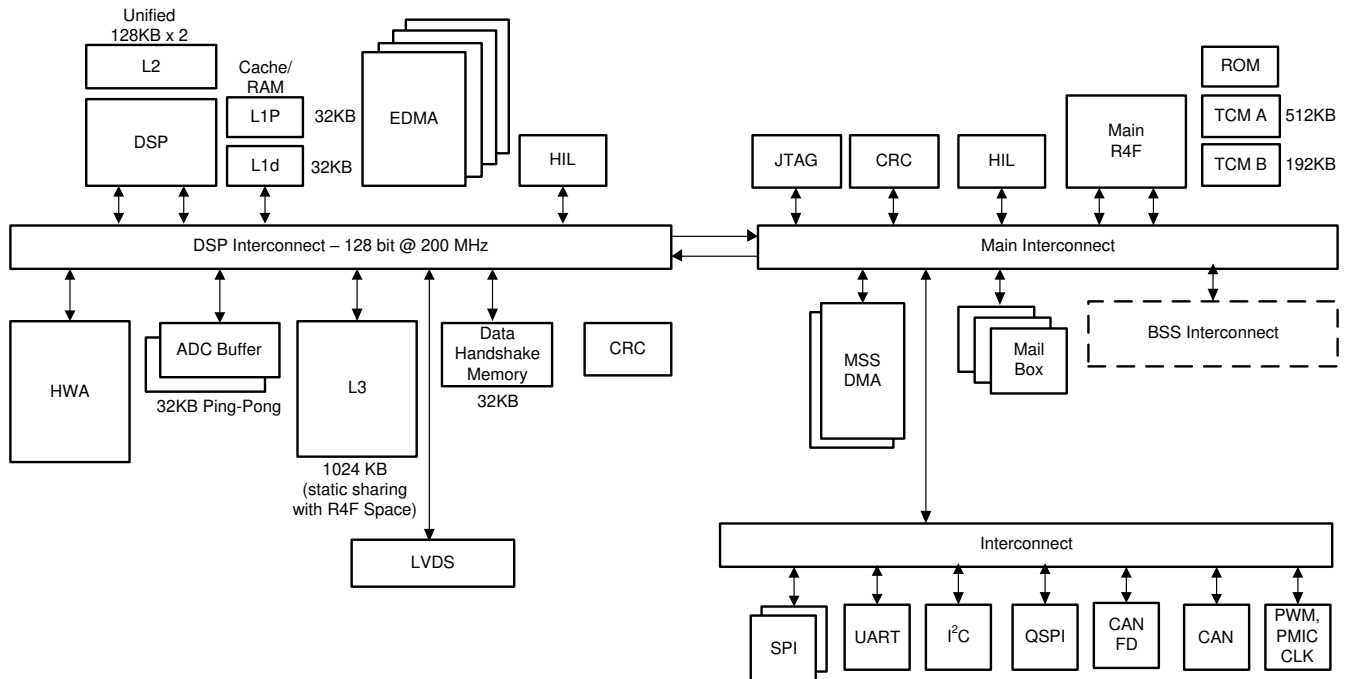 Unified
128KB x 2
L2
DSP
Cache/
RAM
L1P
32KB
L1d
32KB
EDMA
HIL
JTAG
CRC
HIL
Main
R4F
ROM
TCM A
512KB
TCM B
192KB
DSP Interconnect – 128 bit @ 200 MHz
Main Interconnect
HWA
ADC Buffer
32KB Ping-Pong
L3
1024 KB
(static sharing
with R4F Space)
Data
Handshake
Memory
32KB
CRC
LVDS
MSS
DMA
Mail
Box
BSS Interconnect
Interconnect
SPI
UART
I²C
QSPI
CAN
FD
CAN
PWM,
PMIC
CLK